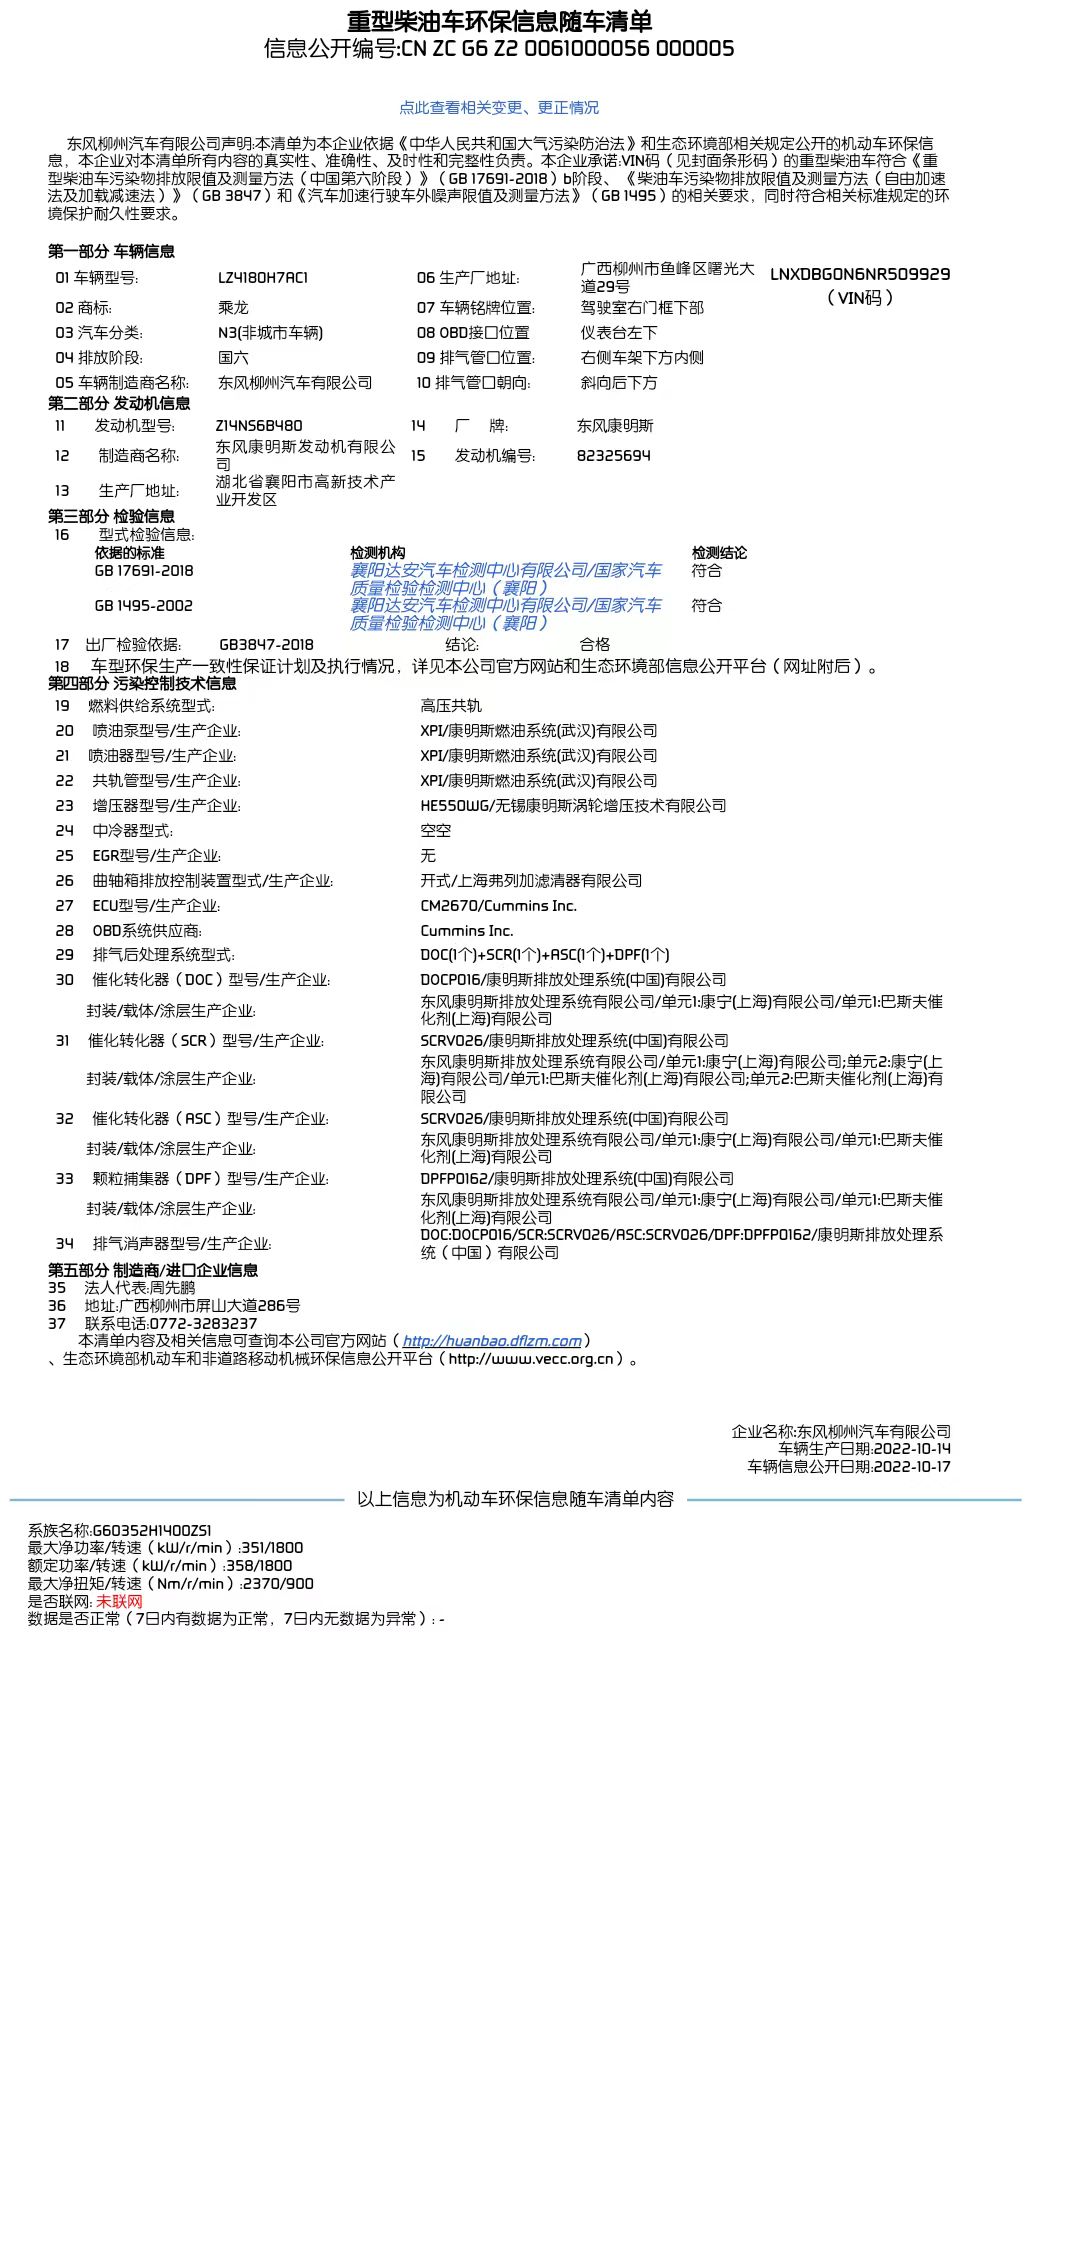 重型柴油车环保信息随车清单
信息公开编号:CN ZC G6 Z2 0061000056 000005
点此查看相关变更、更正情况
东风柳州汽车有限公司声明:本清单为本企业依据《中华人民共和国大气污染防治法》和生态环境部相关规定公开的机动车环保信
息，本企业对本清单所有内容的真实性、准确性、及时性和完整性负责。本企业承诺:VIN码（见封面条形码）的重型柴油车符合《重
型柴油车污染物排放限值及测量方法（中国第六阶段）》（GB 17691-2018）b阶段、《柴油车污染物排放限值及测量方法（自由加速
法及加载减速法）》（GB 3847）和《汽车加速行驶车外噪声限值及测量方法》（GB 1495）的相关要求，同时符合相关标准规定的环
境保护耐久性要求。
第一部分 车辆信息
01 车辆型号: LZ4180H7AC1 06 生产厂地址: 广西柳州市鱼峰区曙光大
道29号
LNXDBG0N6NR509929
（VIN码）
02 商标: 乘龙 07 车辆铭牌位置: 驾驶室右门框下部
03 汽车分类: N3(非城市车辆) 08 OBD接口位置 仪表台左下
04 排放阶段: 国六 09 排气管口位置: 右侧车架下方内侧
05 车辆制造商名称: 东风柳州汽车有限公司 10 排气管口朝向: 斜向后下方
第二部分 发动机信息
11 发动机型号: Z14NS6B480 14 厂 牌: 东风康明斯
12 制造商名称: 东风康明斯发动机有限公
司
15 发动机编号: 82325694
13 生产厂地址: 湖北省襄阳市高新技术产
业开发区
第三部分 检验信息
16 型式检验信息:
依据的标准 检测机构 检测结论
GB 17691-2018 襄阳达安汽车检测中心有限公司/国家汽车
质量检验检测中心（襄阳）
符合
GB 1495-2002 襄阳达安汽车检测中心有限公司/国家汽车
质量检验检测中心（襄阳）
符合
17 出厂检验依据: GB3847-2018 结论: 合格
18 车型环保生产一致性保证计划及执行情况，详见本公司官方网站和生态环境部信息公开平台（网址附后）。
第四部分 污染控制技术信息
19 燃料供给系统型式: 高压共轨
20 喷油泵型号/生产企业: XPI/康明斯燃油系统(武汉)有限公司
21 喷油器型号/生产企业: XPI/康明斯燃油系统(武汉)有限公司
22 共轨管型号/生产企业: XPI/康明斯燃油系统(武汉)有限公司
23 增压器型号/生产企业: HE550WG/无锡康明斯涡轮增压技术有限公司
24 中冷器型式: 空空
25 EGR型号/生产企业: 无
26 曲轴箱排放控制装置型式/生产企业: 开式/上海弗列加滤清器有限公司
27 ECU型号/生产企业: CM2670/Cummins Inc.
28 OBD系统供应商: Cummins Inc.
29 排气后处理系统型式: DOC(1个)+SCR(1个)+ASC(1个)+DPF(1个)
30 催化转化器（DOC）型号/生产企业: DOCP016/康明斯排放处理系统(中国)有限公司
封装/载体/涂层生产企业: 东风康明斯排放处理系统有限公司/单元1:康宁(上海)有限公司/单元1:巴斯夫催
化剂(上海)有限公司
31 催化转化器（SCR）型号/生产企业: SCRV026/康明斯排放处理系统(中国)有限公司
封装/载体/涂层生产企业: 东风康明斯排放处理系统有限公司/单元1:康宁(上海)有限公司;单元2:康宁(上
海)有限公司/单元1:巴斯夫催化剂(上海)有限公司;单元2:巴斯夫催化剂(上海)有
限公司
32 催化转化器（ASC）型号/生产企业: SCRV026/康明斯排放处理系统(中国)有限公司
封装/载体/涂层生产企业: 东风康明斯排放处理系统有限公司/单元1:康宁(上海)有限公司/单元1:巴斯夫催
化剂(上海)有限公司
33 颗粒捕集器（DPF）型号/生产企业: DPFP0162/康明斯排放处理系统(中国)有限公司
封装/载体/涂层生产企业: 东风康明斯排放处理系统有限公司/单元1:康宁(上海)有限公司/单元1:巴斯夫催
化剂(上海)有限公司
34 排气消声器型号/生产企业: DOC:DOCP016/SCR:SCRV026/ASC:SCRV026/DPF:DPFP0162/康明斯排放处理系
统（中国）有限公司
第五部分 制造商/进口企业信息
35 法人代表:周先鹏
36 地址:广西柳州市屏山大道286号
37 联系电话:0772-3283237
本清单内容及相关信息可查询本公司官方网站（http://huanbao.dflzm.com）
、生态环境部机动车和非道路移动机械环保信息公开平台（http://www.vecc.org.cn）。
企业名称:东风柳州汽车有限公司
车辆生产日期:2022-10-14
车辆信息公开日期:2022-10-17
以上信息为机动车环保信息随车清单内容
系族名称:G60352H1400ZS1
最大净功率/转速（kW/r/min）:351/1800
额定功率/转速（kW/r/min）:358/1800
最大净扭矩/转速（Nm/r/min）:2370/900
是否联网: 未联网
数据是否正常（7日内有数据为正常，7日内无数据为异常）: -